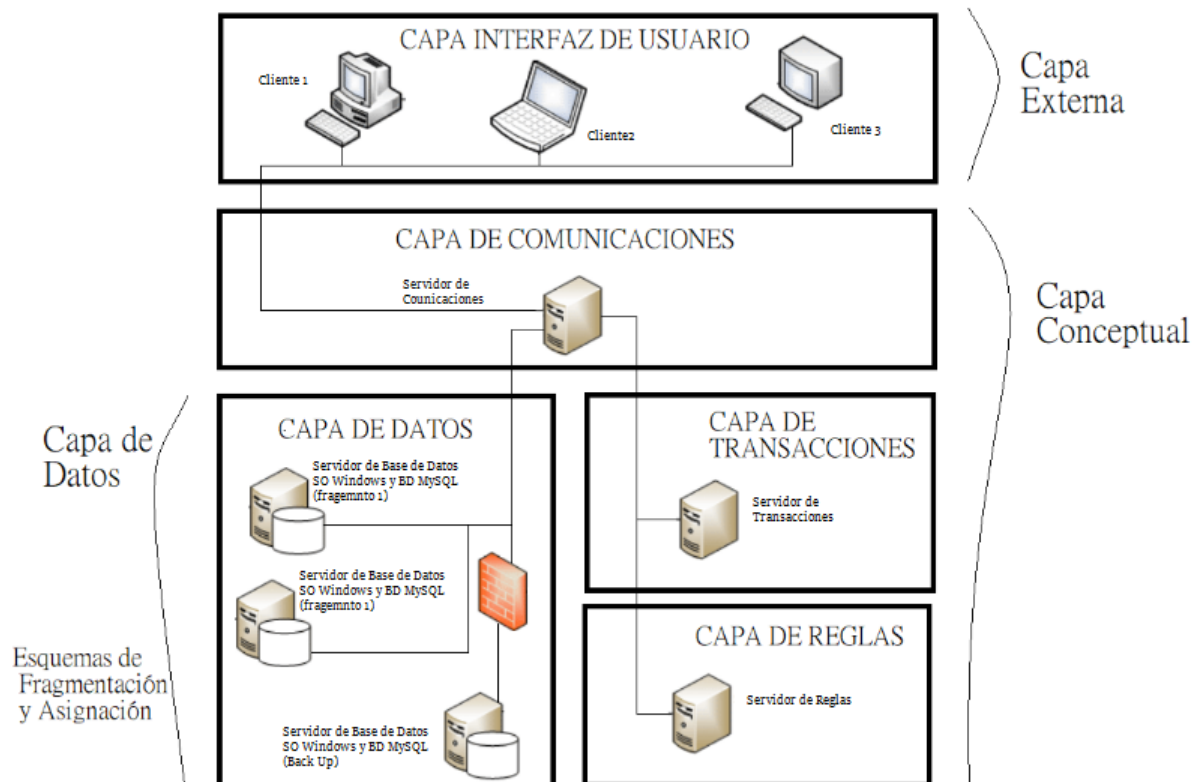 CAPA INTERFAZ DE USUARIO
Cliente 1
Cliente2
Cliente 3
Capa
Externa
CAPA DE COMUNICACIONES
Servidor de
Counicaciones
Capa
Conceptual
Capa de
Datos
CAPA DE DATOS
Servidor de Base de Datos
SO Windows y BD MySQL
(fragemnto 1)
Servidor de Base de Datos
SO Windows y BD MySQL
(fragemnto 1)
Esquemas de
Fragmentación
y Asignación
Servidor de Base de Datos
SO Windows y BD MySQL
(Back Up)
CAPA DE
TRANSACCIONES
Servidor de
Transacciones
CAPA DE REGLAS
Servidor de Reglas